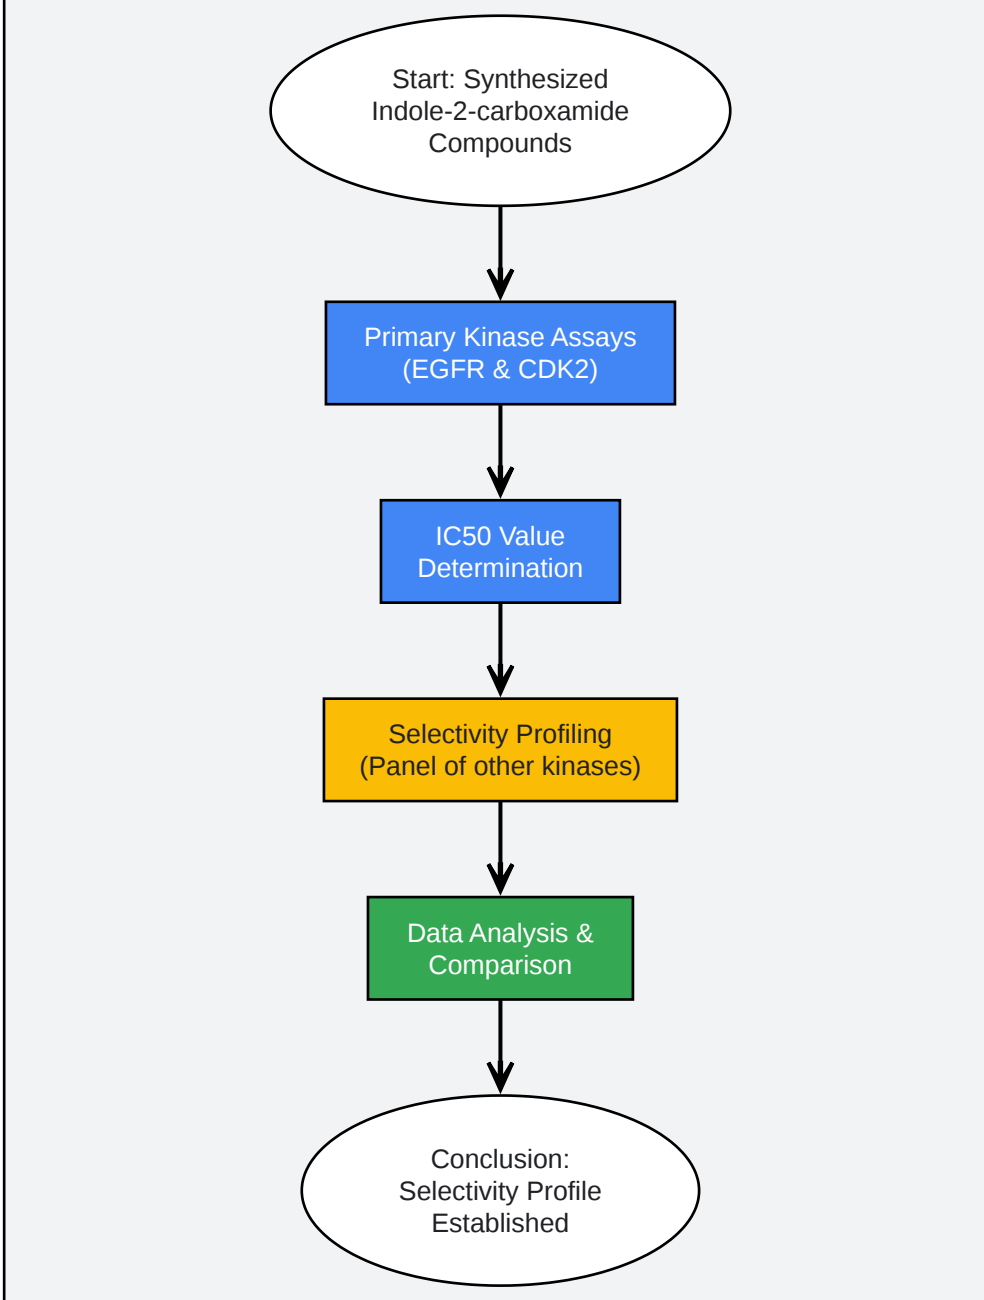 Start: Synthesized
Indole-2-carboxamide
Compounds
Primary Kinase Assays
(EGFR & CDK2)
IC50 Value
Determination
Selectivity Profiling
(Panel of other kinases)
Data Analysis &
Comparison
Conclusion:
Selectivity Profile
Established